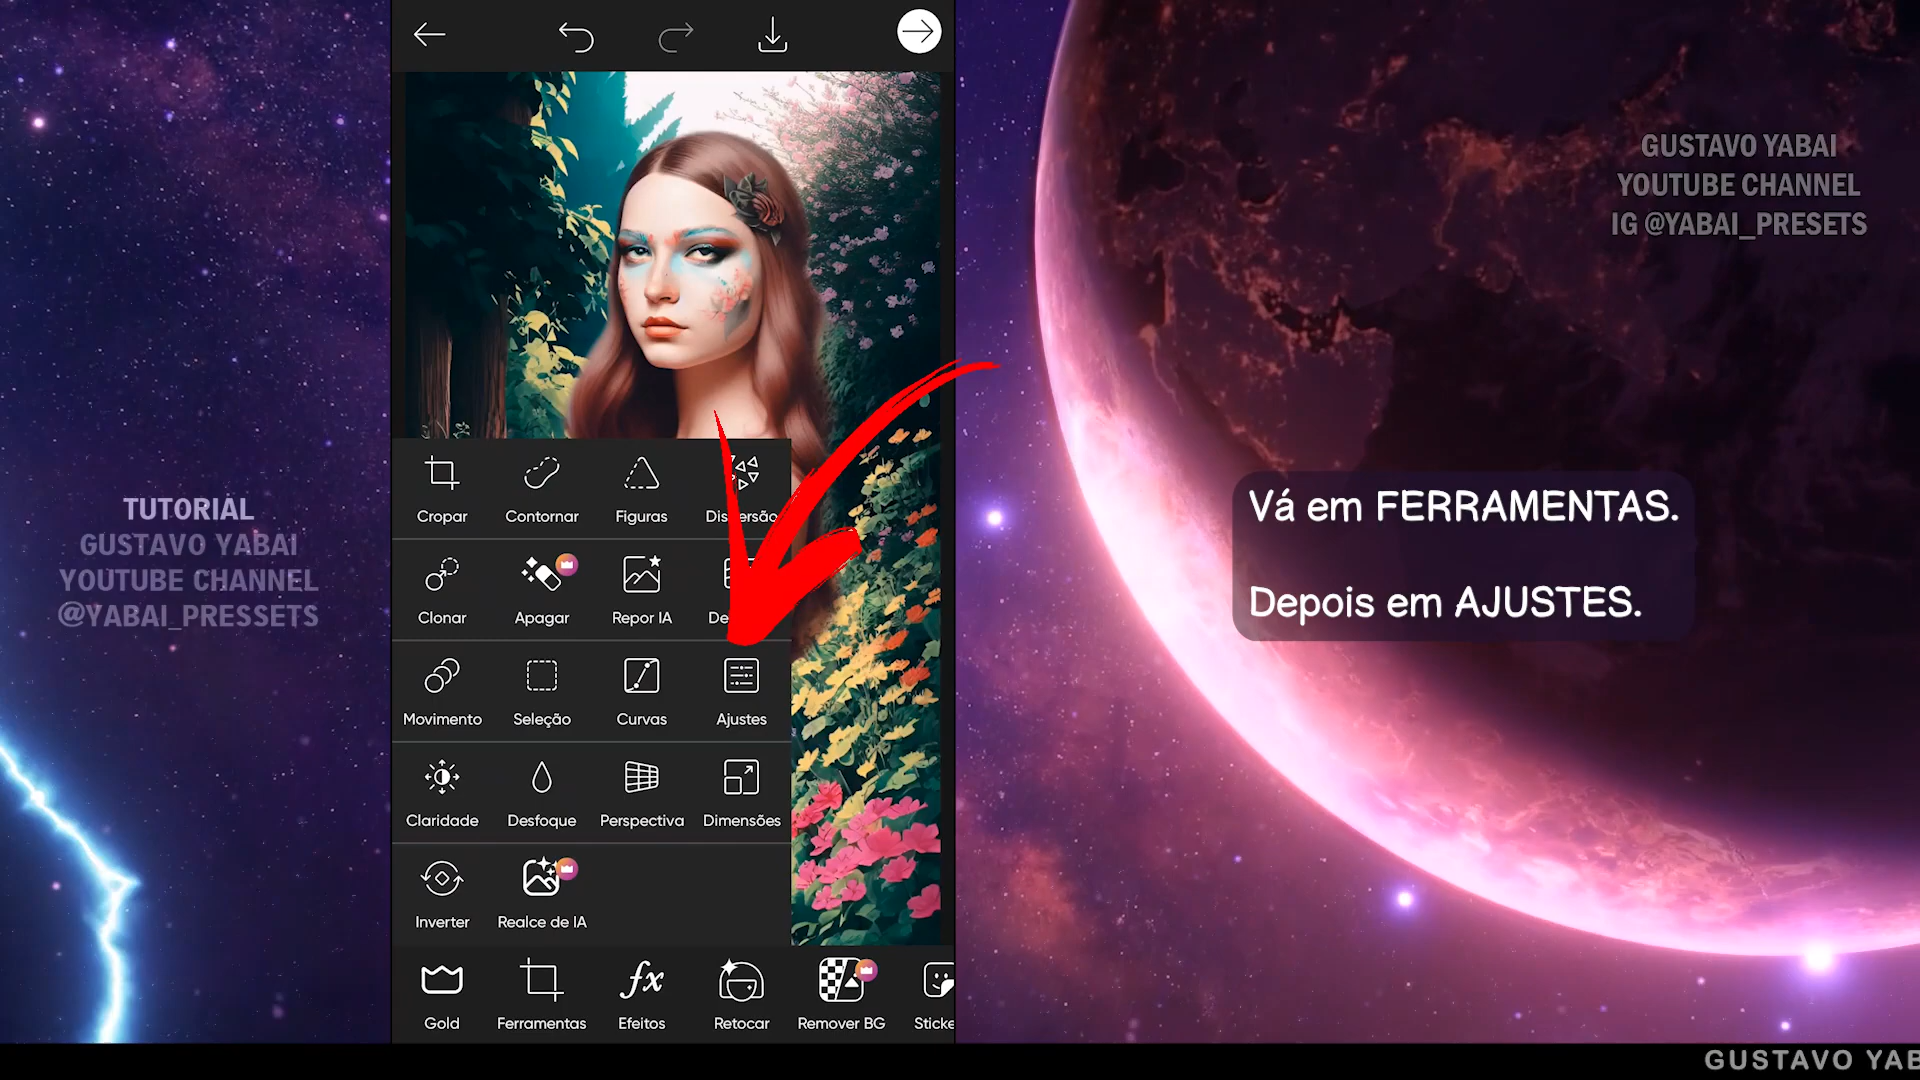 GUSTAVO YABAI
YOUTUBE CHANNEL
IG @YABAI_PRESETS
TUTORIAL
GUSTAVO YABAI
YOUTUBE CHANNEL
@YABAI_PRESSETS
Vá em FERRAMENTAS.
Depois em AJUSTES.
Cropar Contornar Figuras
Clonar Apagar Repor IA
Movimento Seleção Curvas Ajustes
Claridade Desfoque Perspectiva Dimensões
Inverter Realce de IA
Gold Ferramentas Efeitos Retocar Remover BG Sticke
GUSTAVO YAB